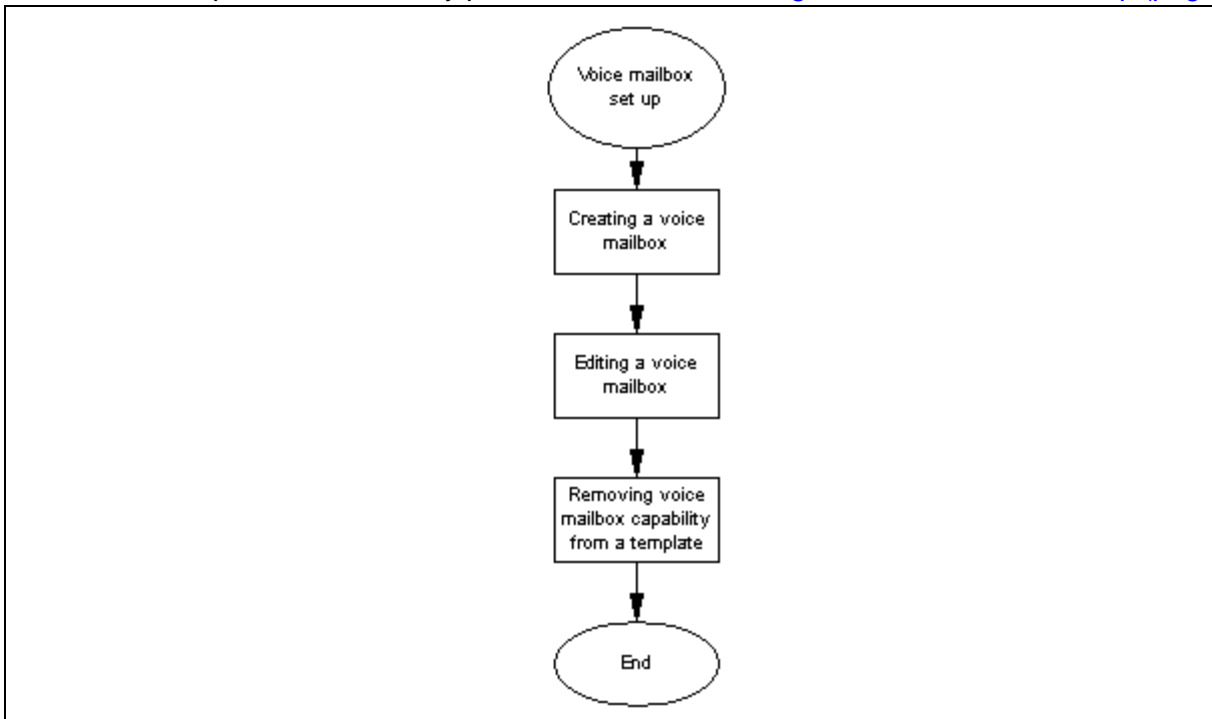 Voice mailbox
set up
Creating a voice
mailbox
Editing a voice
mailbox
Removing voice
mailbox capability
from a template
End